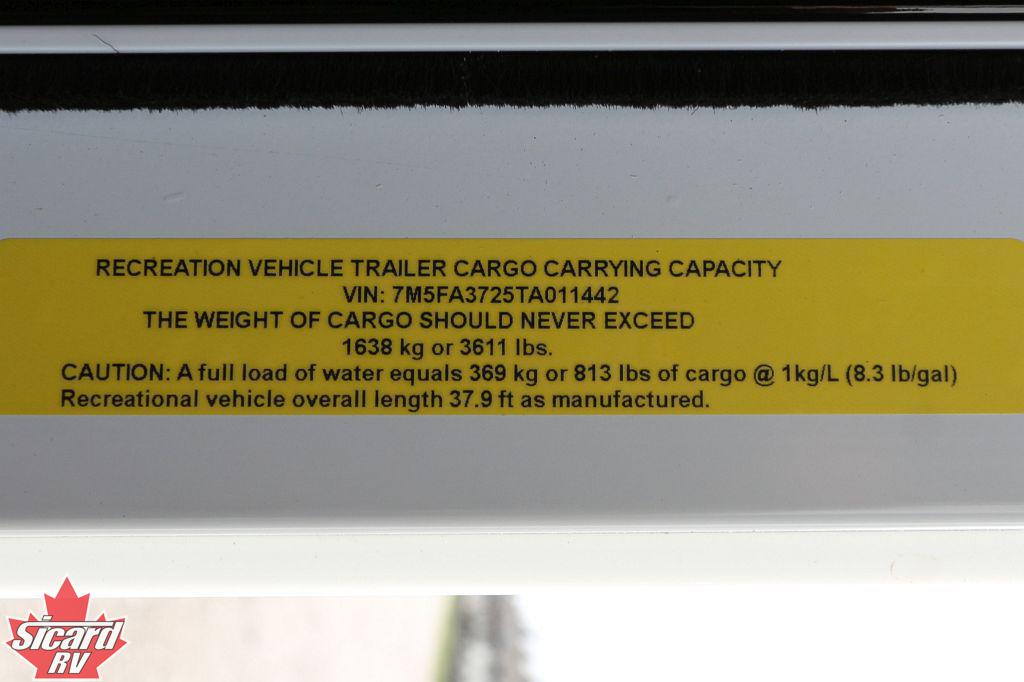 RECREATION VEHICLE TRAILER CARGO CARRYING CAPACITY
VIN: 7M5FA3725TA011442
THE WEIGHT OF CARGO SHOULD NEVER EXCEED
1638 kg or 3611 lbs.
CAUTION: A full load of water equals 369 kg or 813 lbs of cargo @ 1kg/L (8.3 lb/gal)
Recreational vehicle overall length 37.9 ft as manufactured.
Sicard
RV